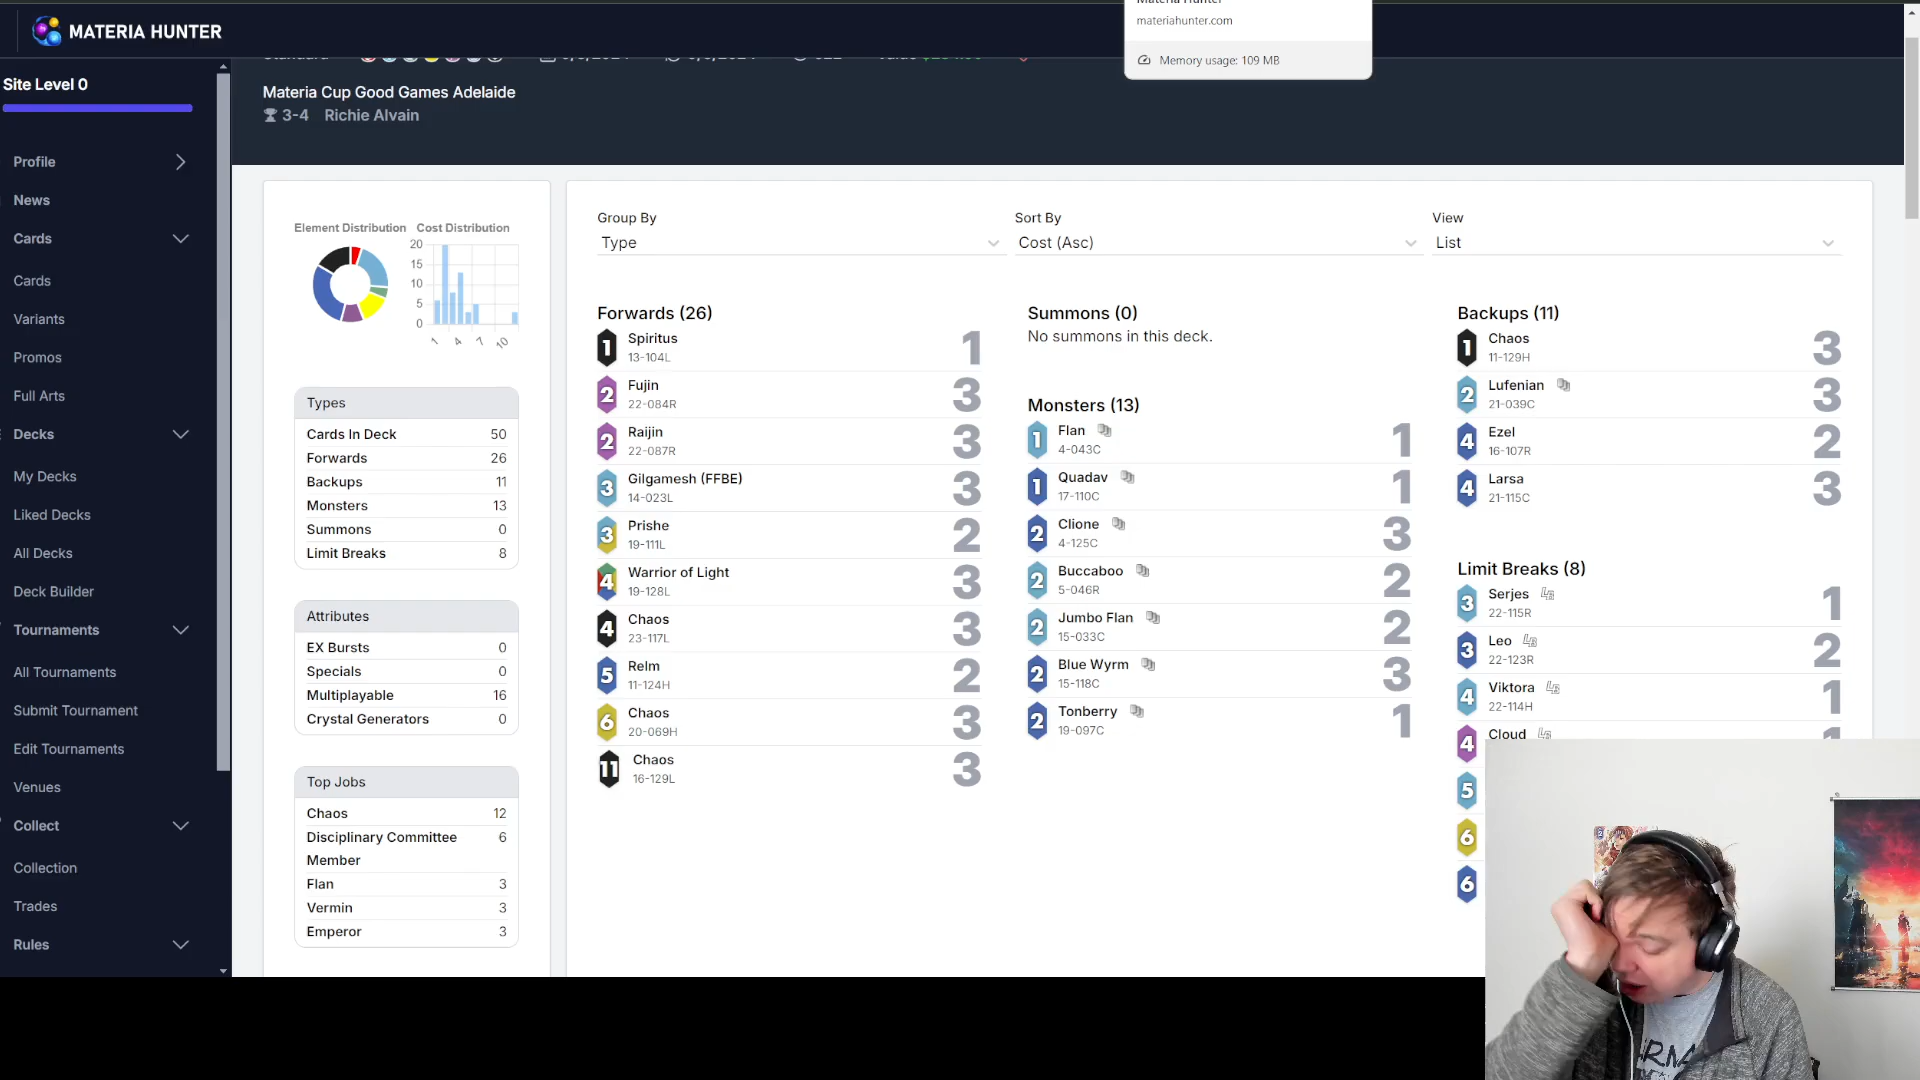 materiahunter.com
Memory usage: 109 MB
MATERIA HUNTER
Site Level 0
Profile
News
Cards
Cards
Variants
Promos
Full Arts
Decks
My Decks
Liked Decks
All Decks
Deck Builder
Tournaments
All Tournaments
Submit Tournament
Edit Tournaments
Venues
Collect
Collection
Trades
Rules
Materia Cup Good Games Adelaide
3-4 Richie Alvain
Element Distribution
Cost Distribution
20
15
10
5
0
1 4 7 10
Types
Cards In Deck 50
Forwards 26
Backups 11
Monsters 13
Summons 0
Limit Breaks 8
Attributes
EX Bursts 0
Specials 0
Multiplayable 16
Crystal Generators 0
Top Jobs
Chaos 12
Disciplinary Committee 6
Member
Flan 3
Vermin 3
Emperor 3
Group By
Type
Sort By
Cost (Asc)
View
List
Forwards (26)
1 Spiritus 1
13-104L
2 Fujin 3
22-084R
2 Raijin 3
22-087R
3 Gilgamesh (FFBE) 3
14-023L
3 Prishe 2
19-111L
4 Warrior of Light 3
19-128L
4 Chaos 3
23-117L
5 Relm 2
11-124H
6 Chaos 3
20-069H
11 Chaos 3
16-129L
Summons (0)
No summons in this deck.
Monsters (13)
1 Flan 1
4-043C
1 Quadav 1
17-110C
2 Clione 3
4-125C
2 Buccaboo 2
5-046R
2 Jumbo Flan 2
15-033C
2 Blue Wyrm 3
15-118C
2 Tonberry 1
19-097C
Backups (11)
1 Chaos 3
11-129H
2 Lufenian 3
21-039C
4 Ezel 2
16-107R
4 Larsa 3
21-115C
Limit Breaks (8)
3 Serjes 1
22-115R
3 Leo 2
22-123R
4 Viktora 1
22-114H
4 Cloud 1
5
6
6